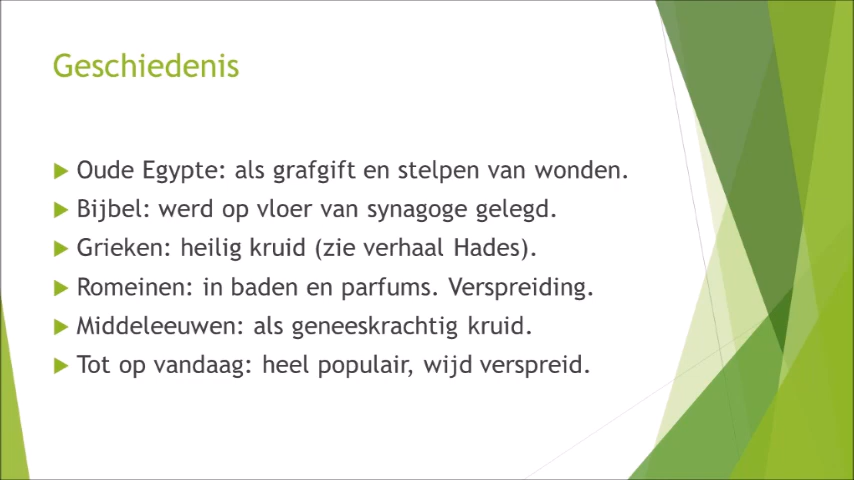 Geschiedenis
Oude Egypte: als grafgift en stelpen van wonden.
Bijbel: werd op vloer van synagoge gelegd.
Grieken: heilig kruid (zie verhaal Hades).
Romeinen: in baden en parfums. Verspreiding.
Middeleeuwen: als geneeskrachtig kruid.
Tot op vandaag: heel populair, wijd verspreid.